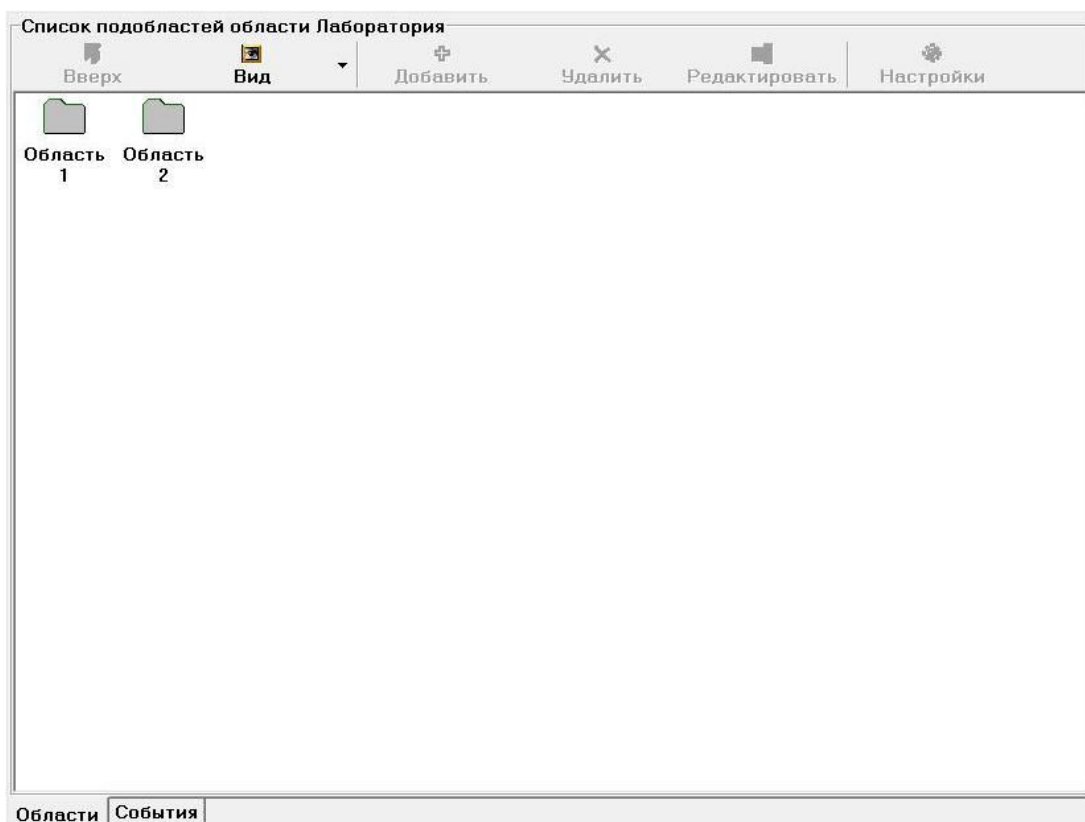 Список подобластей области Лаборатория
Вверх Вид Добавить Удалить Редактировать Настройки
Область 1 Область 2
Области События